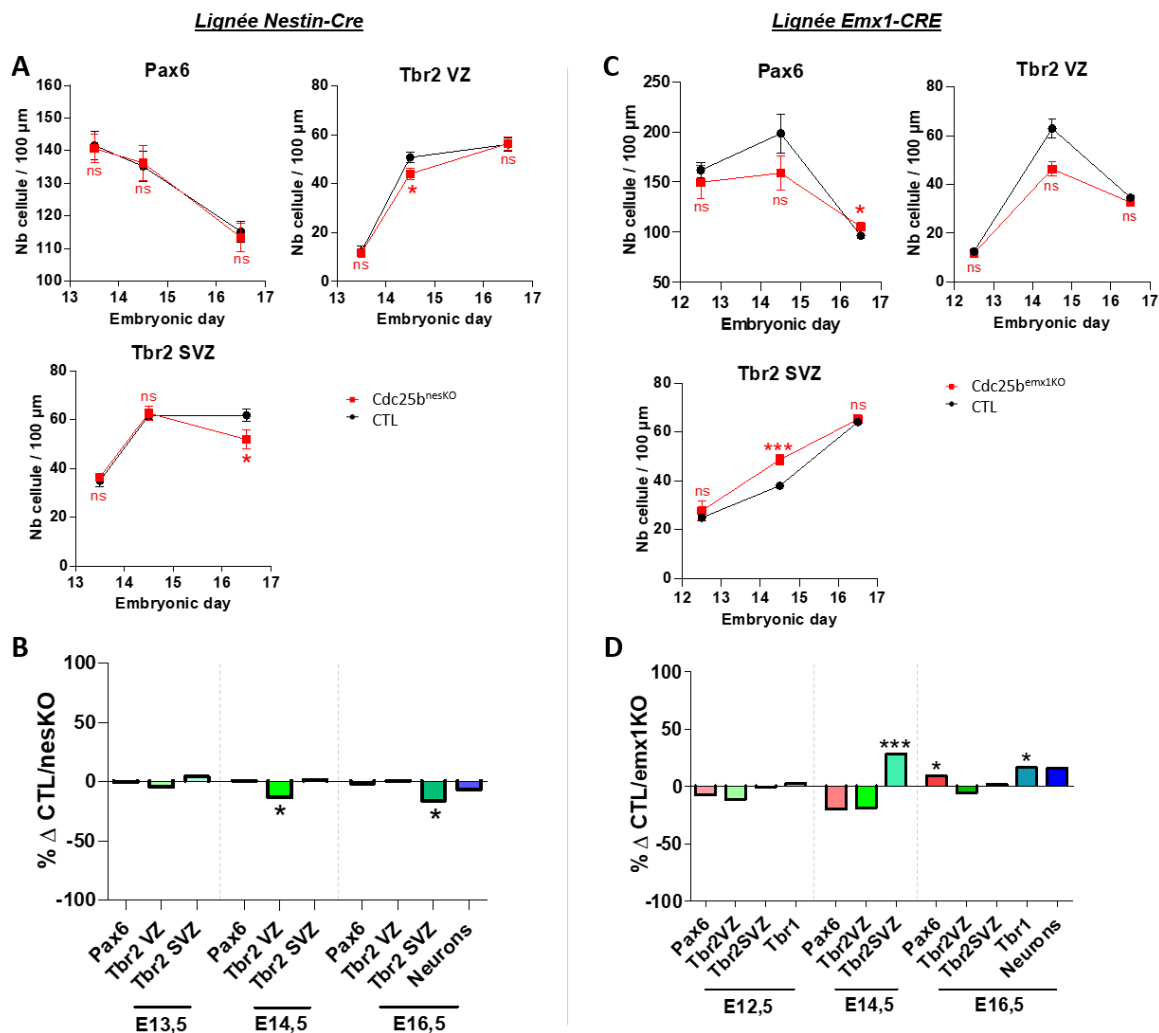 Lignée Nestin-Cre
A
Pax6
Nb cellule / 100 µm
160
150
140
130
120
110
100
ns
ns
ns
13 14 15 16 17
Embryonic day
Tbr2 VZ
Nb cellule / 100 µm
80
60
40
20
0
ns
*
ns
13 14 15 16 17
Embryonic day
Tbr2 SVZ
Nb cellule / 100 µm
80
60
40
20
0
ns
ns
*
13 14 15 16 17
Embryonic day
Cdc25b^nesKO
CTL
B
% Δ CTL/nesKO
100
50
0
-50
-100
*
*
Pax6
Tbr2 VZ
Tbr2 SVZ
Pax6
Tbr2 VZ
Tbr2 SVZ
Pax6
Tbr2 VZ
Tbr2 SVZ
Neurons
E13,5
E14,5
E16,5
Lignée Emx1-CRE
C
Pax6
Nb cellule / 100 µm
250
200
150
100
50
ns
ns
*
12 13 14 15 16 17
Embryonic day
Tbr2 VZ
Nb cellule / 100 µm
80
60
40
20
0
ns
ns
ns
12 13 14 15 16 17
Embryonic day
Tbr2 SVZ
Nb cellule / 100 µm
80
60
40
20
0
ns
***
ns
12 13 14 15 16 17
Embryonic day
Cdc25b^emx1KO
CTL
D
% Δ CTL/emx1KO
100
50
0
-50
-100
***
*
*
Pax6
Tbr2VZ
Tbr2SVZ
Tbr1
Pax6
Tbr2VZ
Tbr2SVZ
Pax6
Tbr2VZ
Tbr2SVZ
Tbr1
Neurons
E12,5
E14,5
E16,5